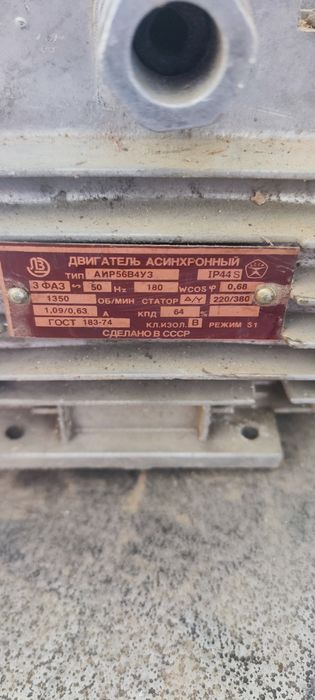 ЛВ
ДВИГАТЕЛЬ АСИНХРОННЫЙ
ТИП АИР56В4У3 IP44 S
3 ФАЗ ~ 50 Hz 180 W COS φ 0,68
1350 ОБ/МИН СТАТОР Δ/Y 220/380
1,09/0,63 А КПД 64 %
ГОСТ 183-74 КЛ.ИЗОЛ. В РЕЖИМ S1
СДЕЛАНО В СССР